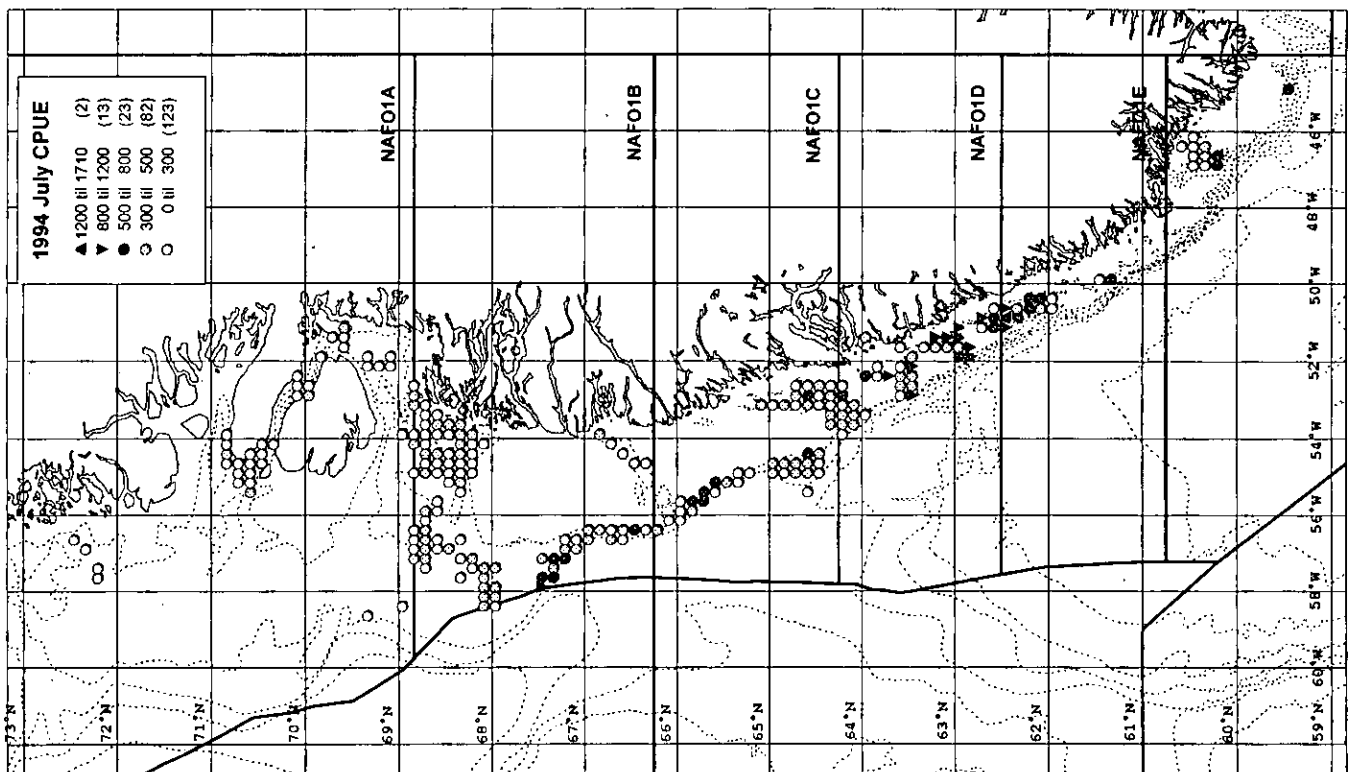 1994 July CPUE
▲ 1200 til 1710 (2)
▼ 800 til 1200 (13)
● 500 til 800 (23)
○ 300 til 500 (82)
○ 0 til 300 (123)
NAFO1A
NAFO1B
NAFO1C
NAFO1D
NAFO1E
73°N
72°N
71°N
70°N
69°N
68°N
67°N
66°N
65°N
64°N
63°N
62°N
61°N
60°N
59°N
46°W
48°W
50°W
52°W
54°W
56°W
58°W
60°W